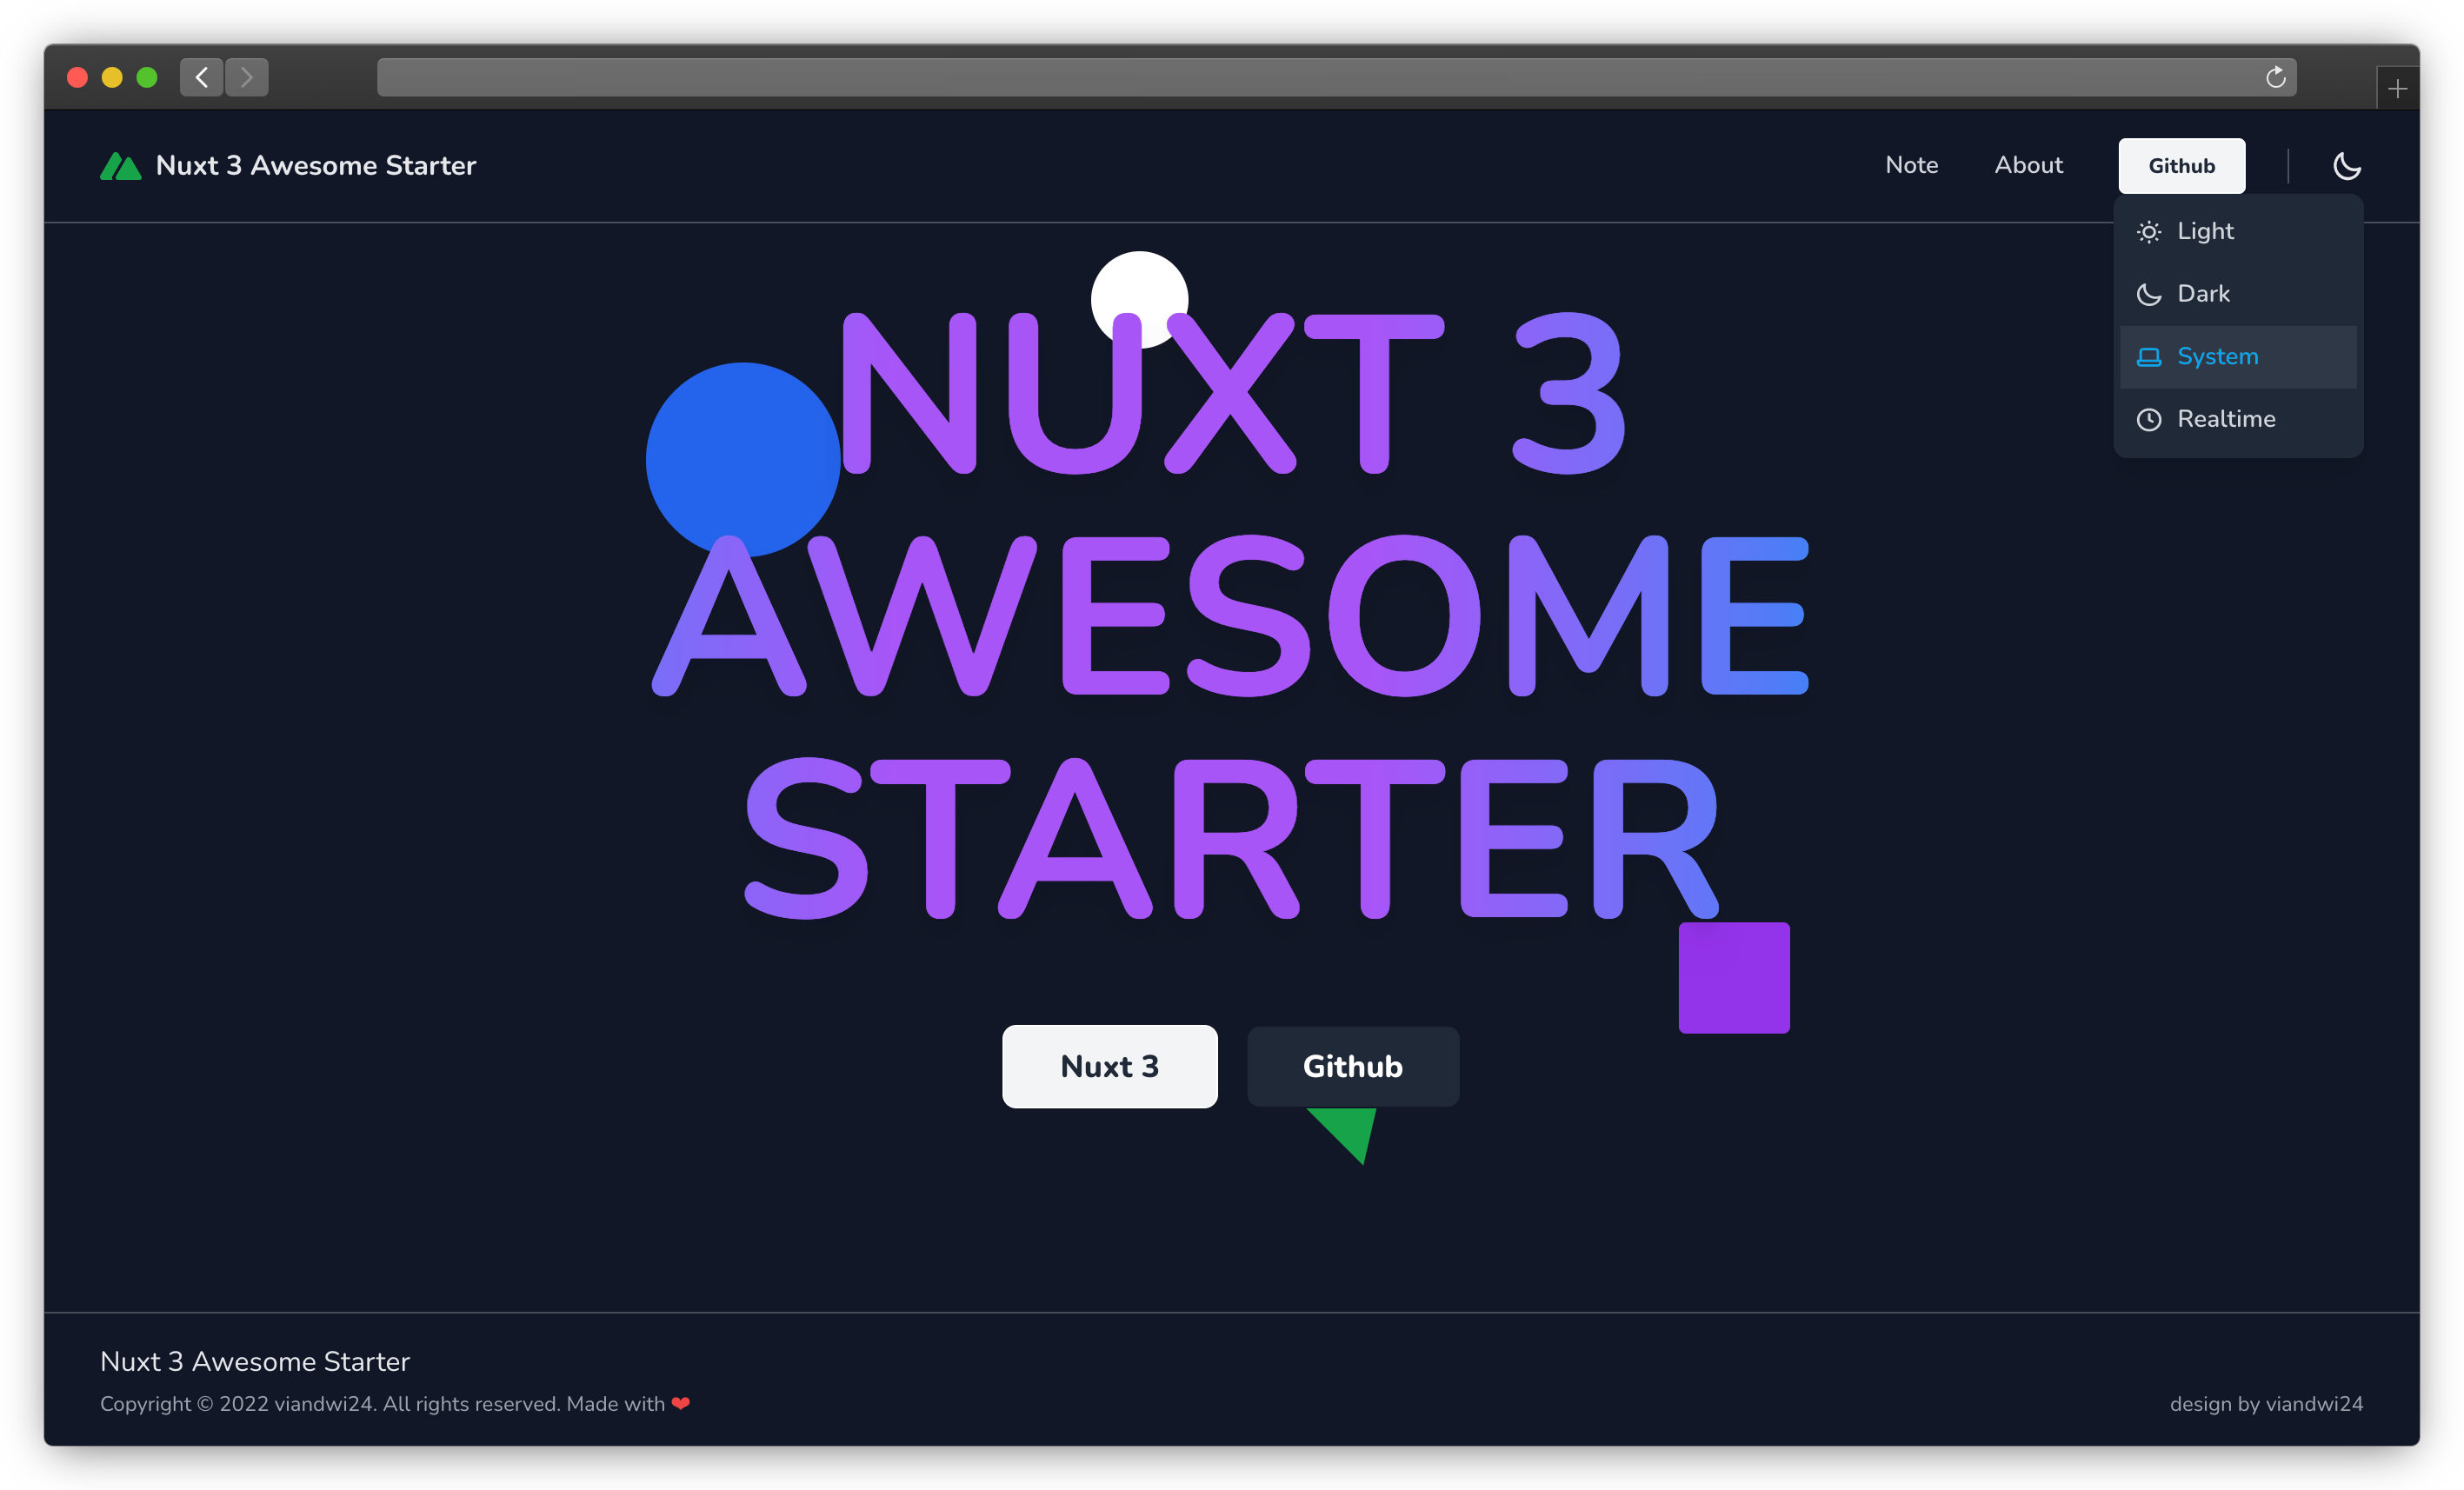 Nuxt 3 Awesome Starter
Note
About
Github
Light
Dark
System
Realtime
NUXT 3
AWESOME
STARTER
Nuxt 3
Github
Nuxt 3 Awesome Starter
Copyright © 2022 viandwi24. All rights reserved. Made with ❤
design by viandwi24